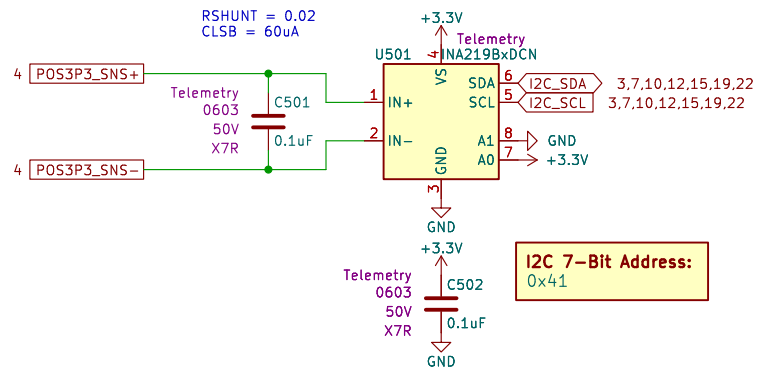 RSHUNT = 0.02
CLSB = 60uA
+3.3V
Telemetry
U501
INA219BxDCN
4
VS
4 POS3P3_SNS+
SDA 6 I2C_SDA 3,7,10,12,15,19,22
SCL 5 I2C_SCL 3,7,10,12,15,19,22
Telemetry
0603
50V
X7R
C501
0.1uF
1 IN+
2 IN-
A1 8 GND
A0 7 +3.3V
GND
3
4 POS3P3_SNS-
GND
+3.3V
Telemetry
0603
50V
X7R
C502
0.1uF
GND
I2C 7-Bit Address:
0x41